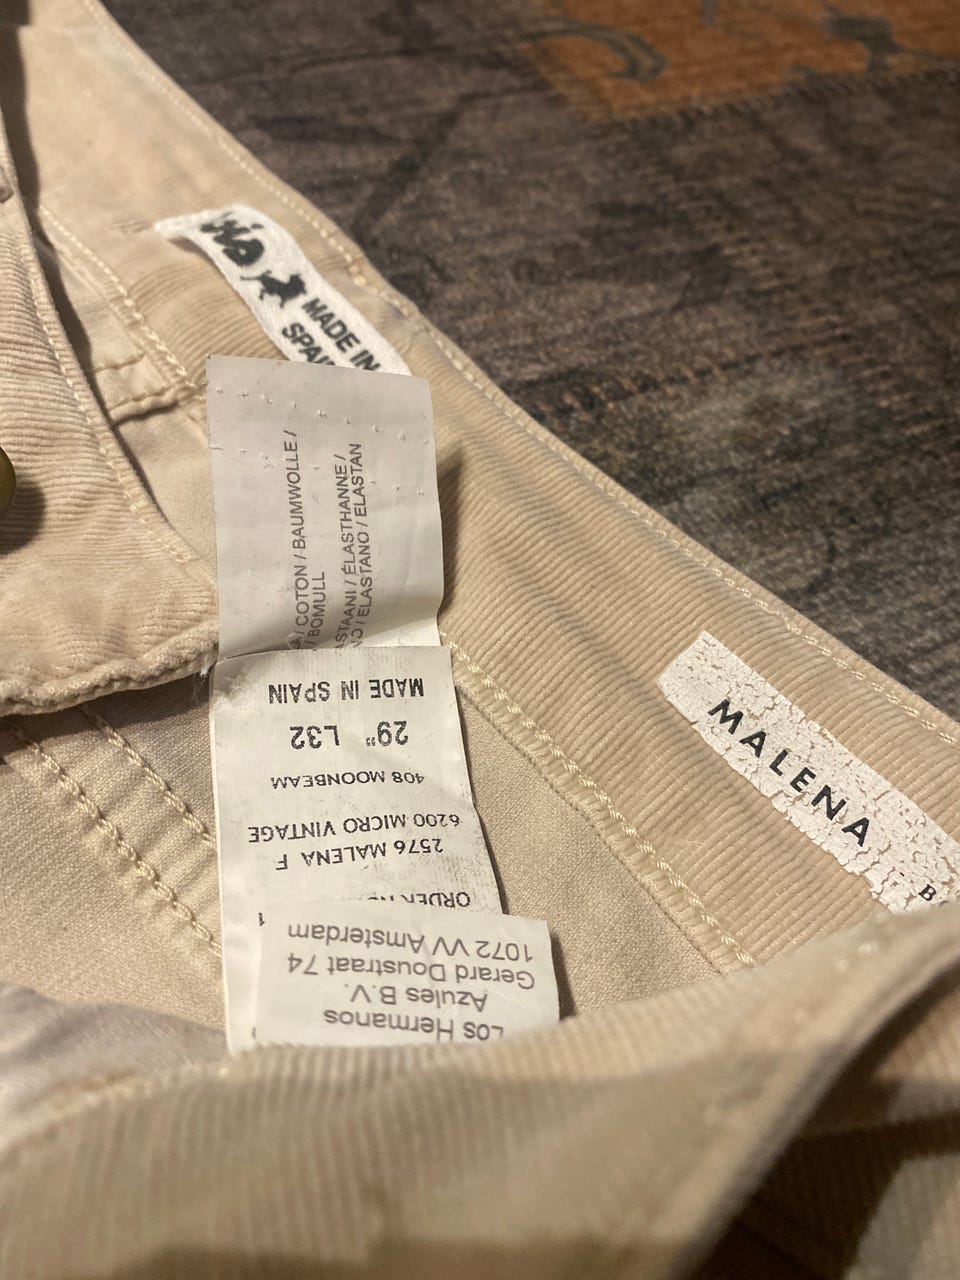 MADE IN
SPAIN
/ COTON / BAUMWOLLE /
/ BOMULL
/ ÉLASTHANNE /
/ ELASTANO / ELASTAN
MADE IN SPAIN
29" L32
408 MOONBEAM
6200 MICRO VINTAGE
2576 MALENA F
ORDER
Los Hermanos
Azules B.V.
Gerard Doustraat 74
1072 VV Amsterdam
MALENA